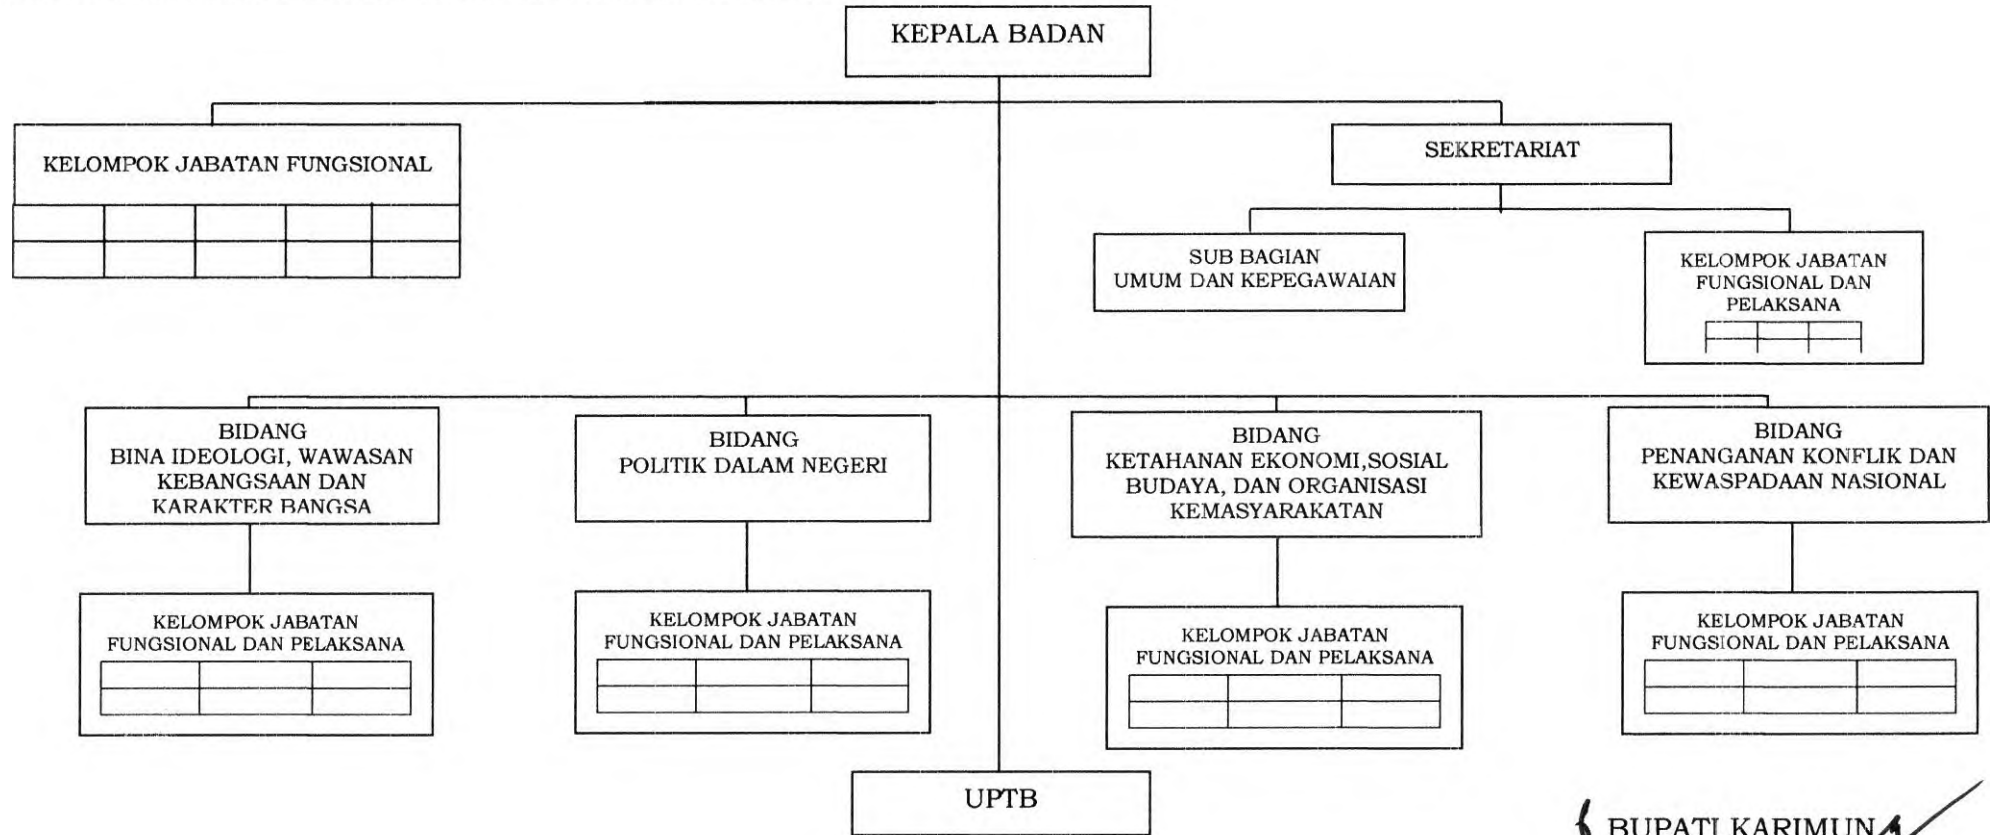 KEPALA BADAN
KELOMPOK JABATAN FUNGSIONAL
SEKRETARIAT
SUB BAGIAN
UMUM DAN KEPEGAWAIAN
KELOMPOK JABATAN
FUNGSIONAL DAN
PELAKSANA
BIDANG
BINA IDEOLOGI, WAWASAN
KEBANGSAAN DAN
KARAKTER BANGSA
BIDANG
POLITIK DALAM NEGERI
BIDANG
KETAHANAN EKONOMI,SOSIAL
BUDAYA, DAN ORGANISASI
KEMASYARAKATAN
BIDANG
PENANGANAN KONFLIK DAN
KEWASPADAAN NASIONAL
KELOMPOK JABATAN
FUNGSIONAL DAN PELAKSANA
KELOMPOK JABATAN
FUNGSIONAL DAN PELAKSANA
KELOMPOK JABATAN
FUNGSIONAL DAN PELAKSANA
KELOMPOK JABATAN
FUNGSIONAL DAN PELAKSANA
UPTB
BUPATI KARIMUN